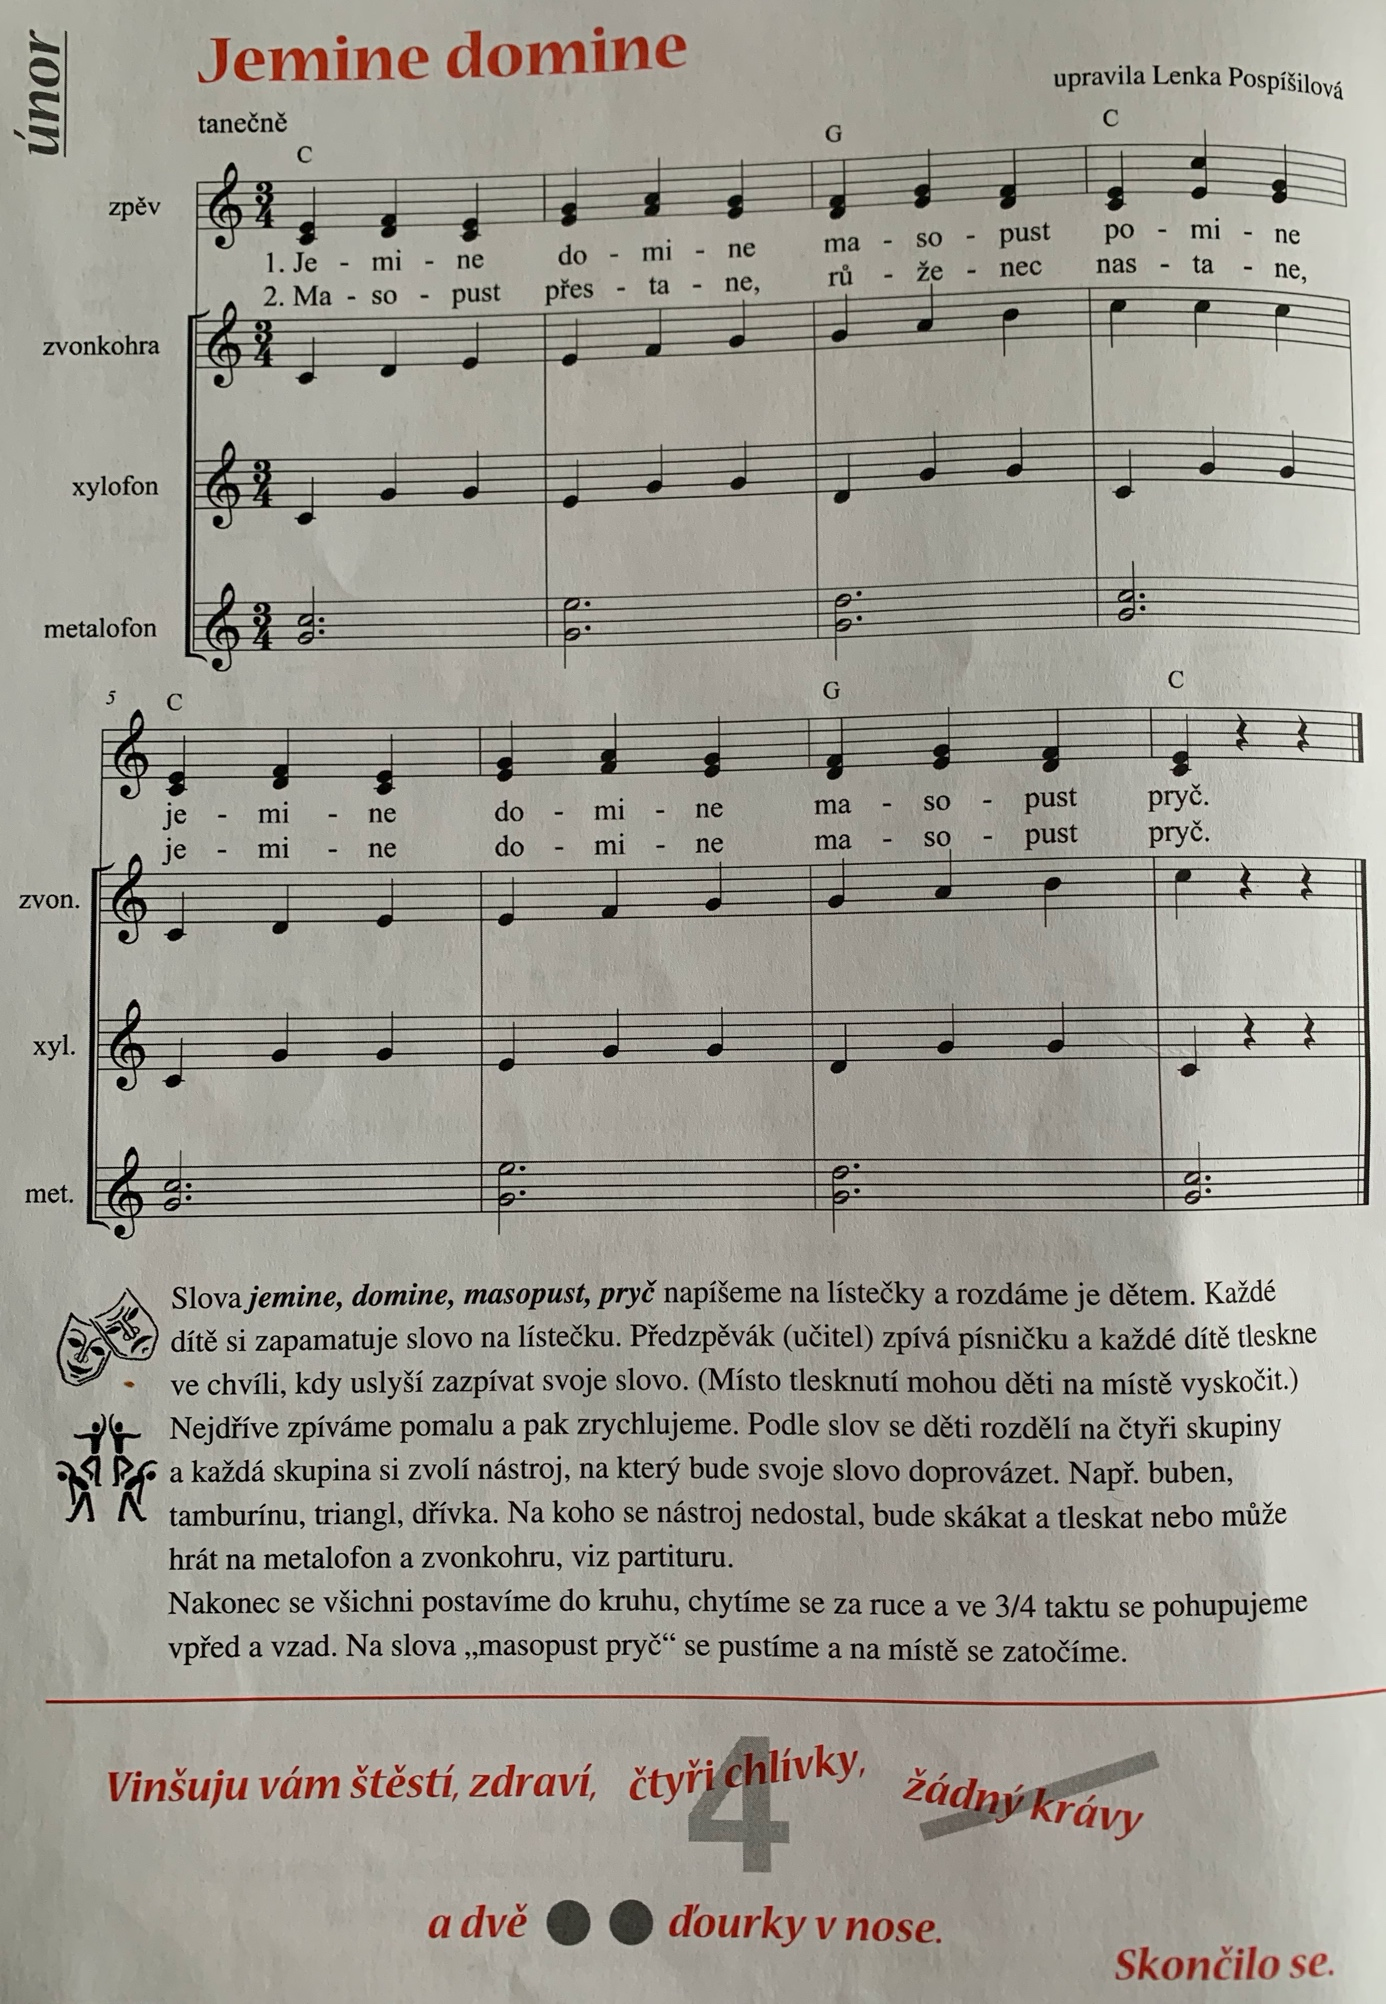 únor
Jemine domine
upravila Lenka Pospíšilová
tanečně
C G C
zpěv
1. Je - mi - ne do - mi - ne ma - so - pust po - mi - ne
2. Ma - so - pust přes - ta - ne, rů - že - nec nas - ta - ne,
zvonkohra
xylofon
metalofon
5 C G C
je - mi - ne do - mi - ne ma - so - pust pryč.
je - mi - ne do - mi - ne ma - so - pust pryč.
zvon.
xyl.
met.
Slova jemine, domine, masopust, pryč napíšeme na lístečky a rozdáme je dětem. Každé
dítě si zapamatuje slovo na lístečku. Předzpěvák (učitel) zpívá písničku a každé dítě tleskne
ve chvíli, kdy uslyší zazpívat svoje slovo. (Místo tlesknutí mohou děti na místě vyskočit.)
Nejdříve zpíváme pomalu a pak zrychlujeme. Podle slov se děti rozdělí na čtyři skupiny
a každá skupina si zvolí nástroj, na který bude svoje slovo doprovázet. Např. buben,
tamburínu, triangl, dřívka. Na koho se nástroj nedostal, bude skákat a tleskat nebo může
hrát na metalofon a zvonkohru, viz partituru.
Nakonec se všichni postavíme do kruhu, chytíme se za ruce a ve 3/4 taktu se pohupujeme
vpřed a vzad. Na slova „masopust pryč“ se pustíme a na místě se zatočíme.
Vinšuju vám štěstí, zdraví, čtyři chlívky, žádný krávy
4
a dvě ďourky v nose.
Skončilo se.